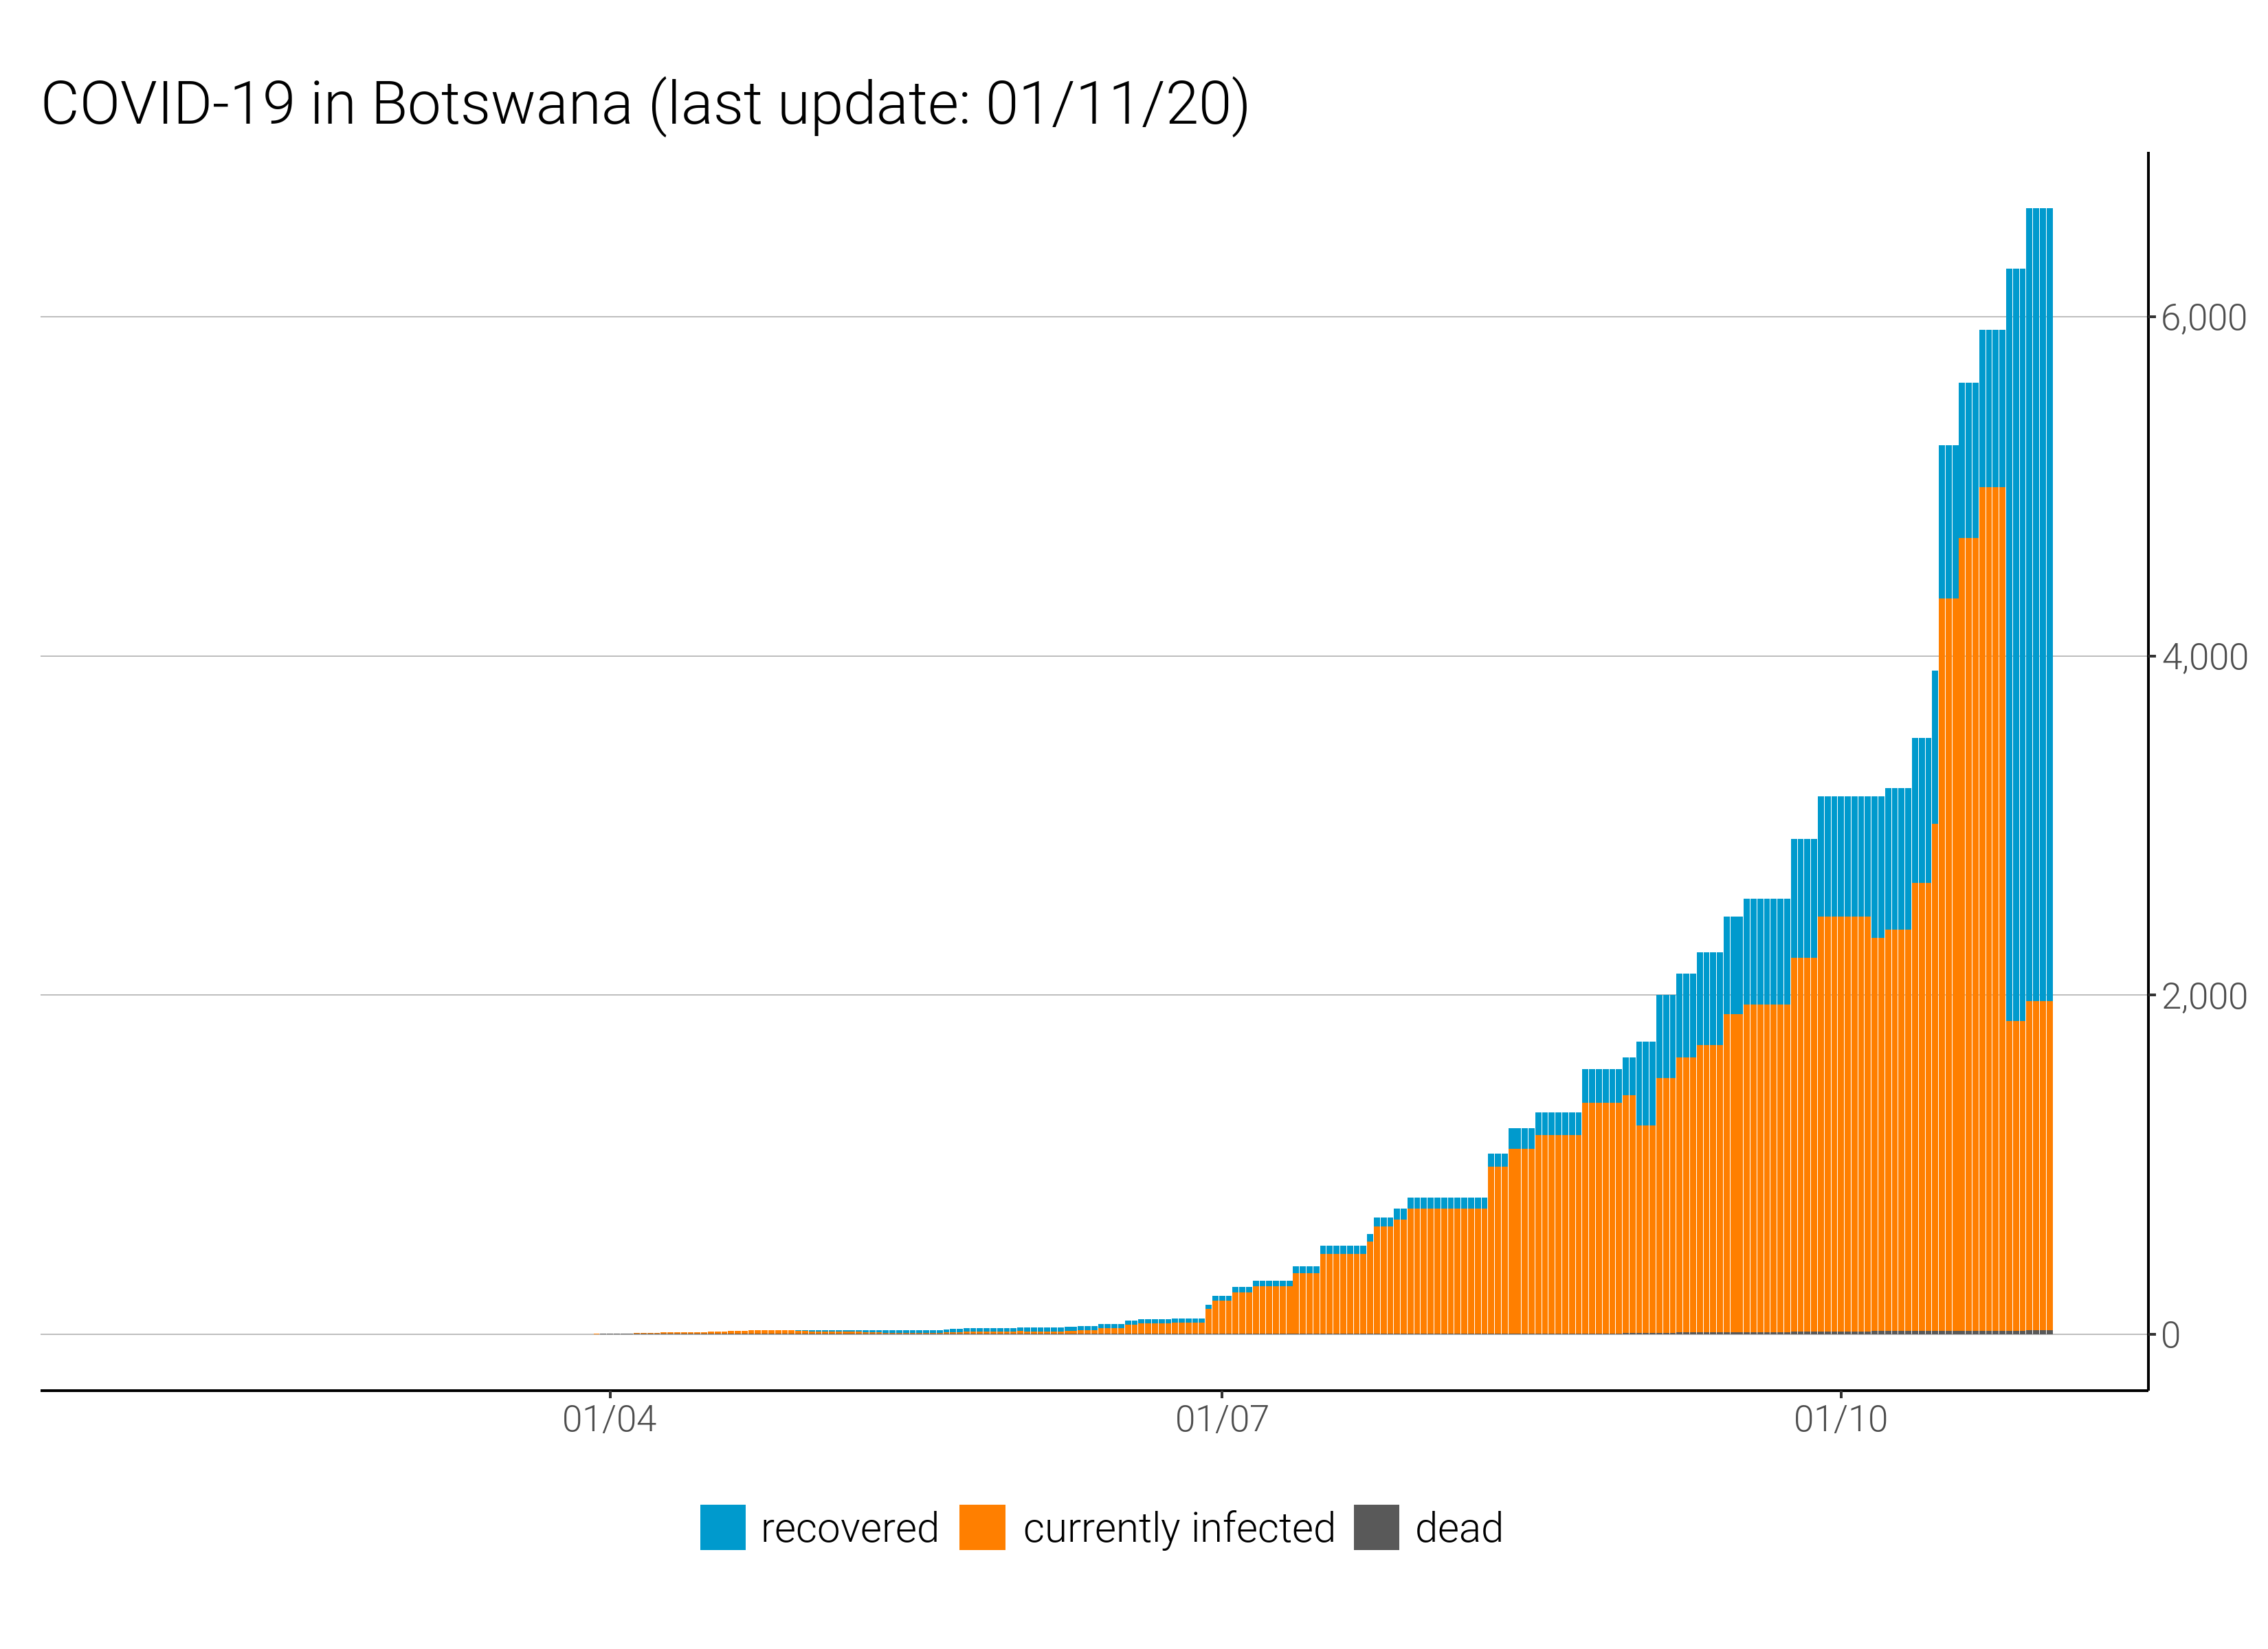 COVID-19 in Botswana (last update: 01/11/20)
6,000
4,000
2,000
0
01/04 01/07 01/10
recovered currently infected dead